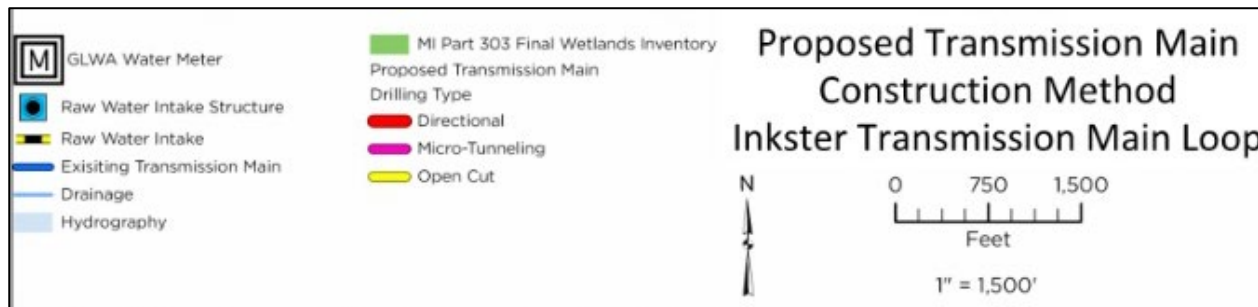 M
GLWA Water Meter
Raw Water Intake Structure
Raw Water Intake
Exisiting Transmission Main
Drainage
Hydrography
MI Part 303 Final Wetlands Inventory
Proposed Transmission Main
Drilling Type
Directional
Micro-Tunneling
Open Cut
Proposed Transmission Main
Construction Method
Inkster Transmission Main Loop
N
0 750 1,500
Feet
1" = 1,500'